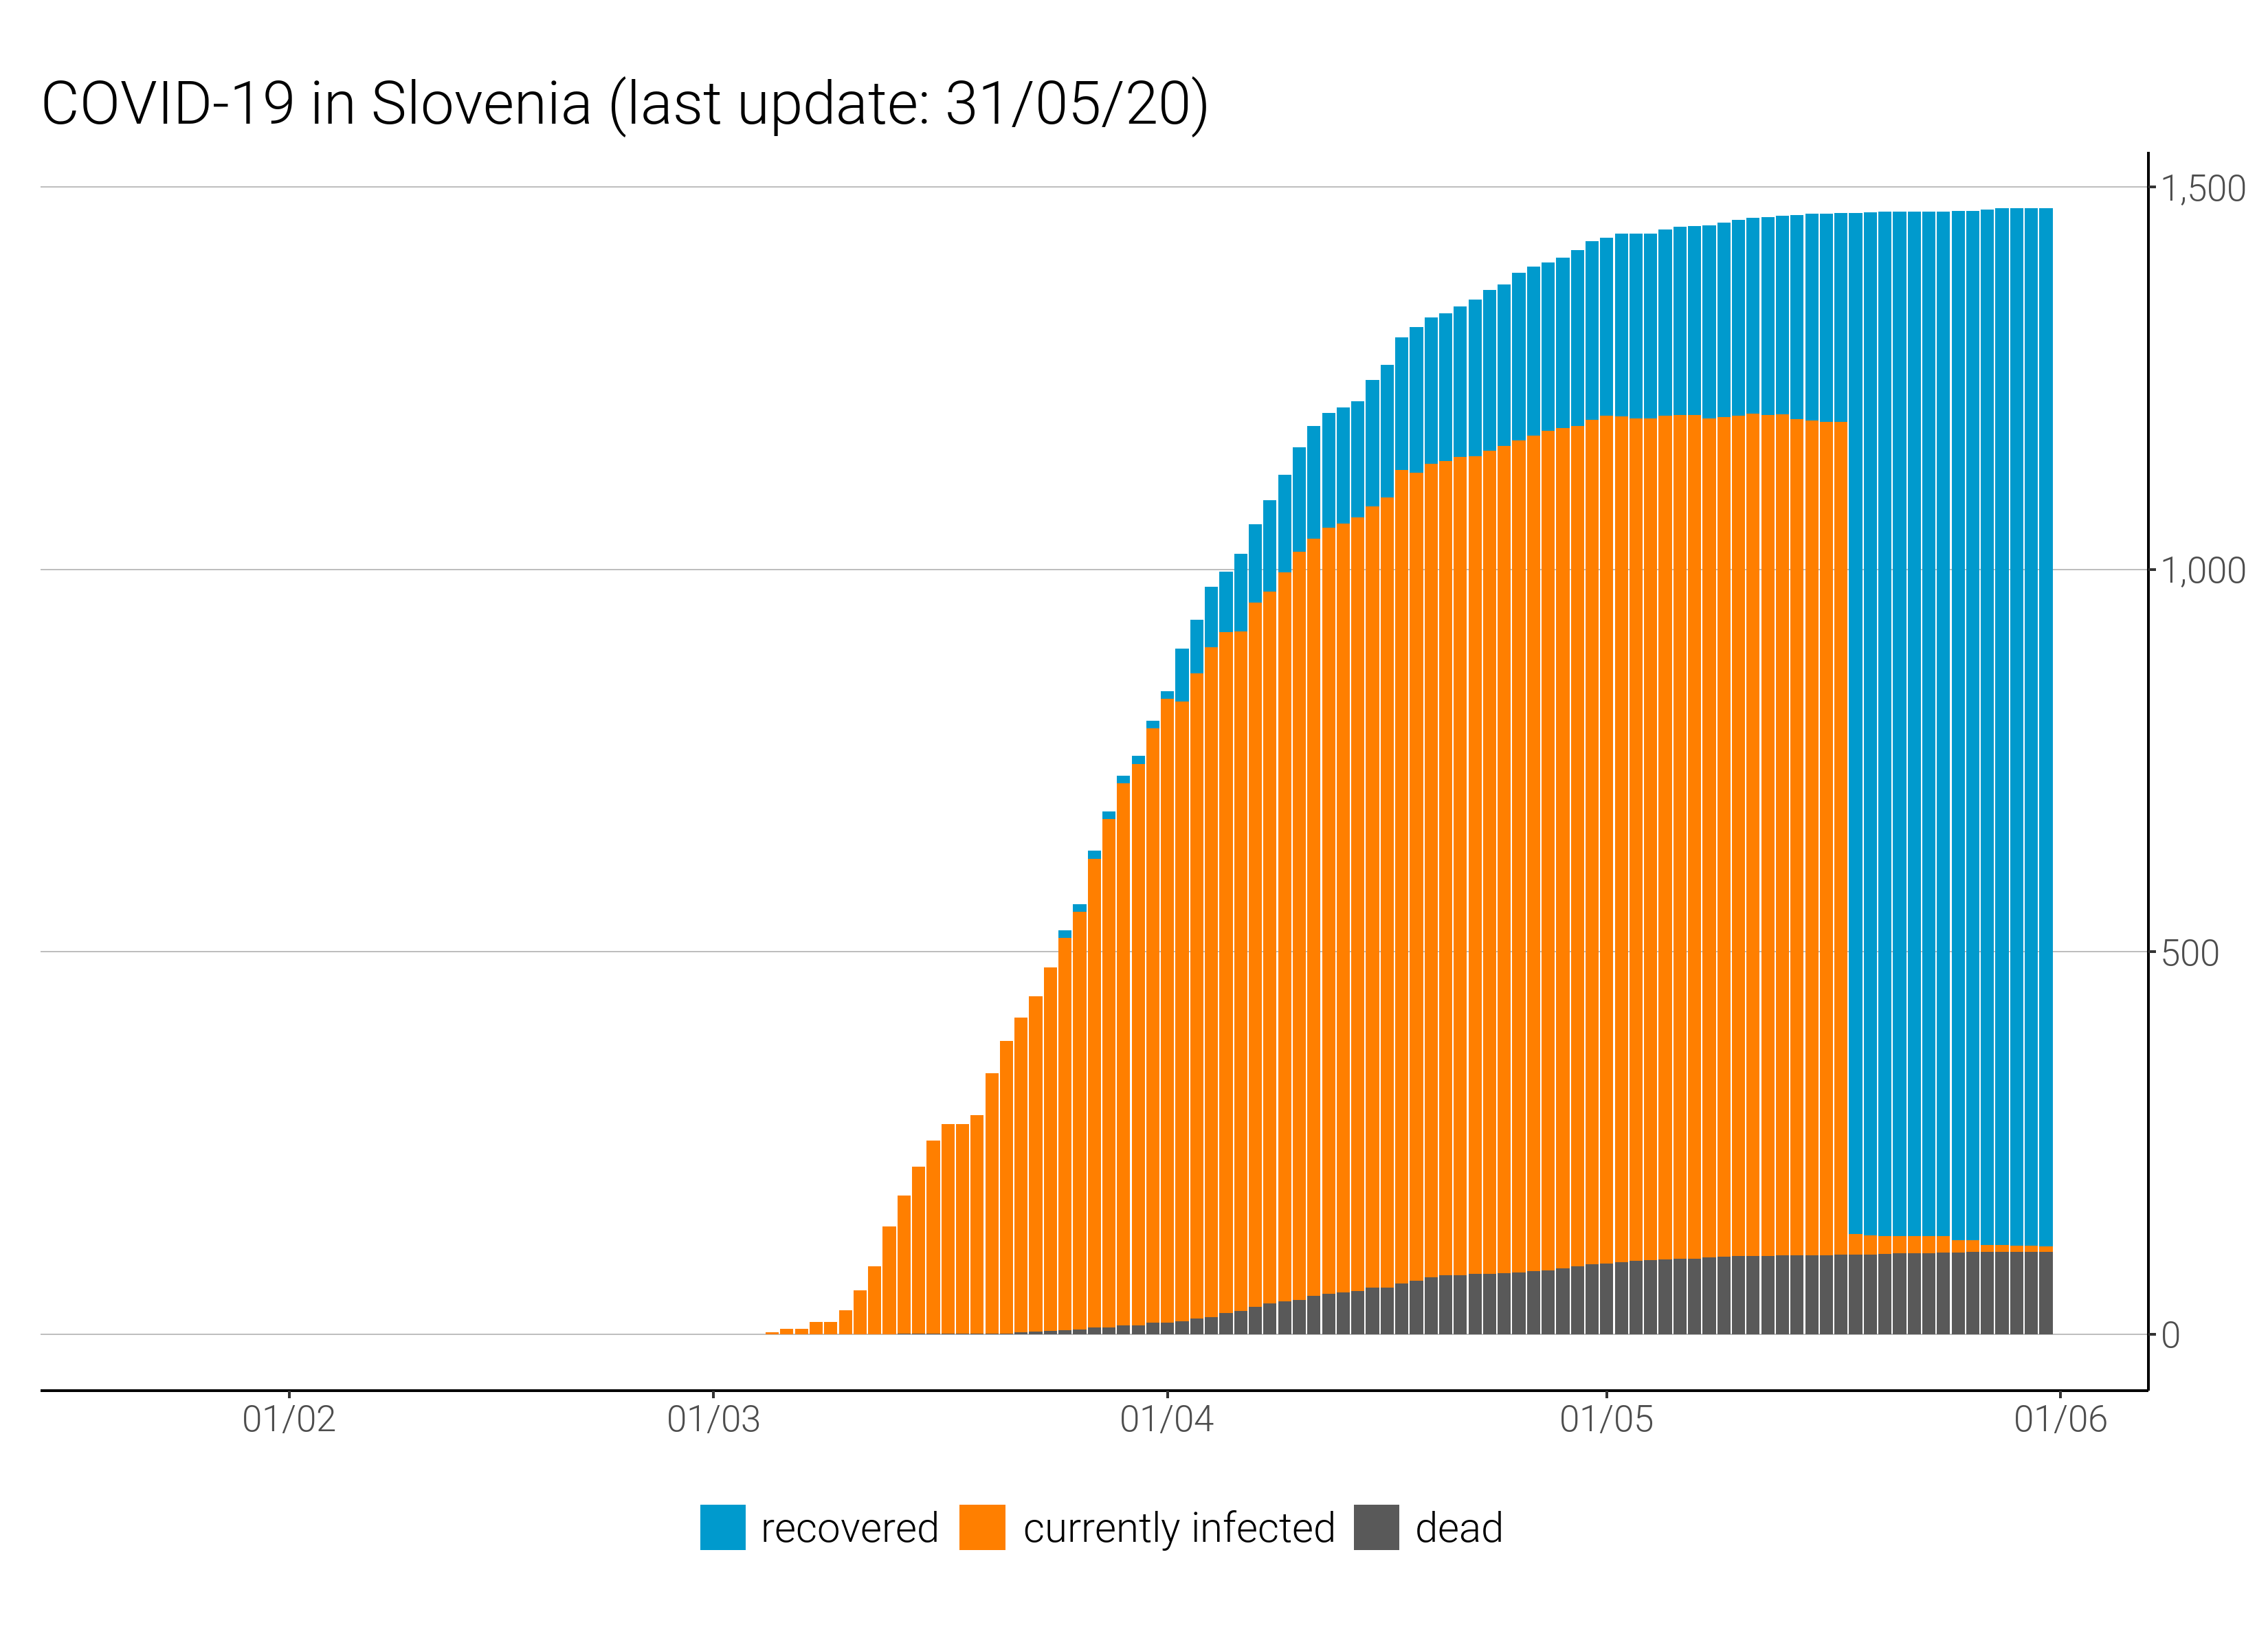 COVID-19 in Slovenia (last update: 31/05/20)
1,500
1,000
500
0
01/02 01/03 01/04 01/05 01/06
recovered currently infected dead